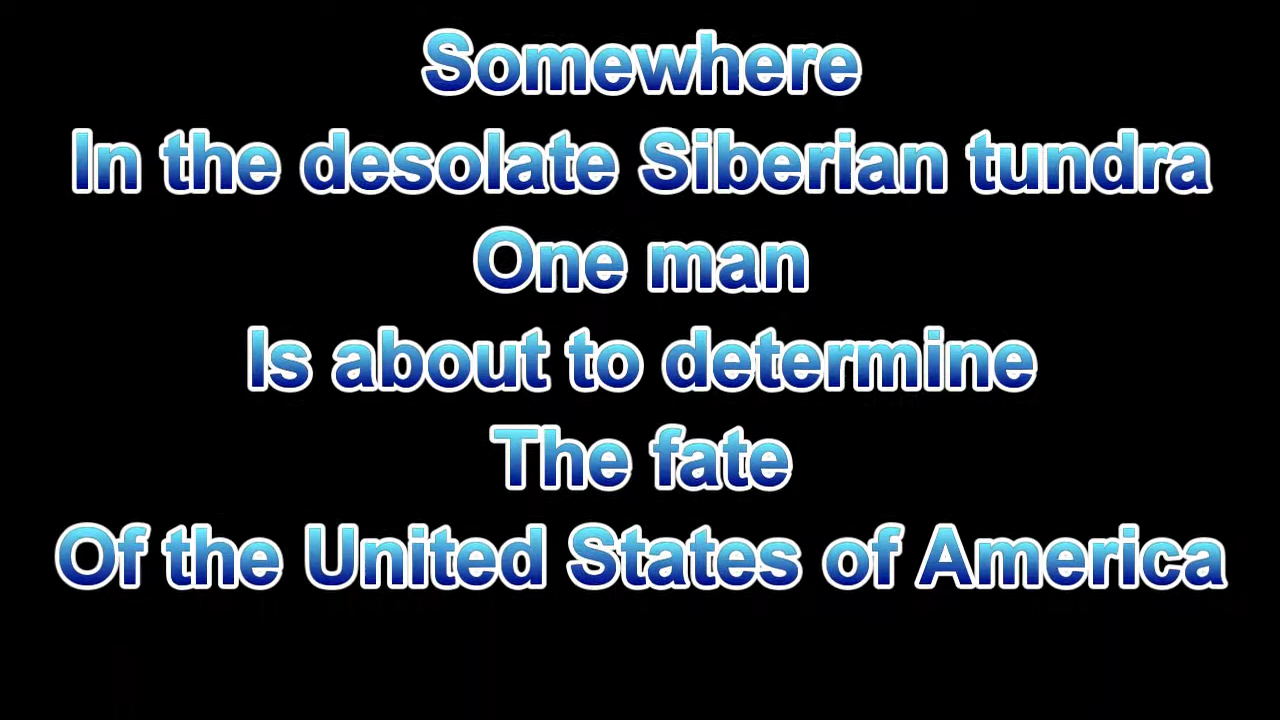 Somewhere
In the desolate Siberian tundra
One man
Is about to determine
The fate
Of the United States of America